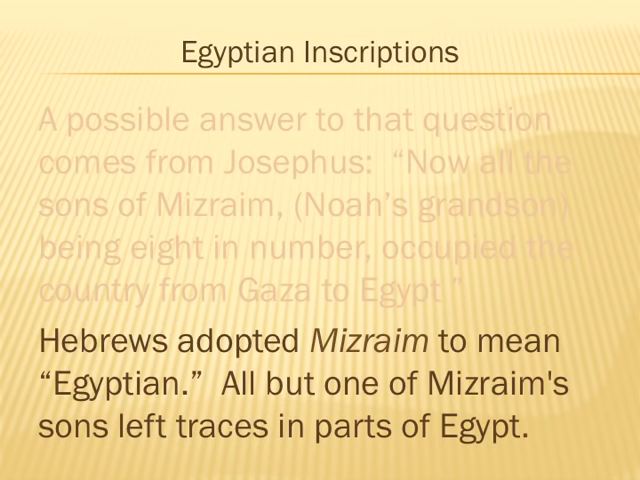 Egyptian Inscriptions
A possible answer to that question
comes from Josephus:  “Now all the
sons of Mizraim, (Noah’s grandson)
being eight in number, occupied the
country from Gaza to Egypt ”
Hebrews adopted Mizraim to mean
“Egyptian.”  All but one of Mizraim's
sons left traces in parts of Egypt.